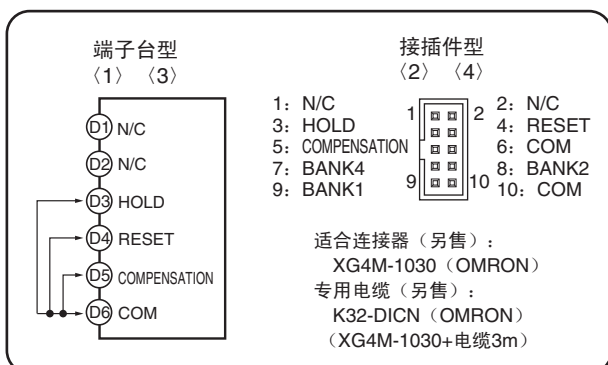 端子台型
〈1〉〈3〉
D1 N/C
D2 N/C
D3 HOLD
D4 RESET
D5 COMPENSATION
D6 COM
接插件型
〈2〉〈4〉
1：N/C
3：HOLD
5：COMPENSATION
7：BANK4
9：BANK1
1 2
9 10
2：N/C
4：RESET
6：COM
8：BANK2
10：COM
适合连接器（另售）：
XG4M-1030（OMRON）
专用电缆（另售）：
K32-DICN（OMRON）
（XG4M-1030+电缆3m）